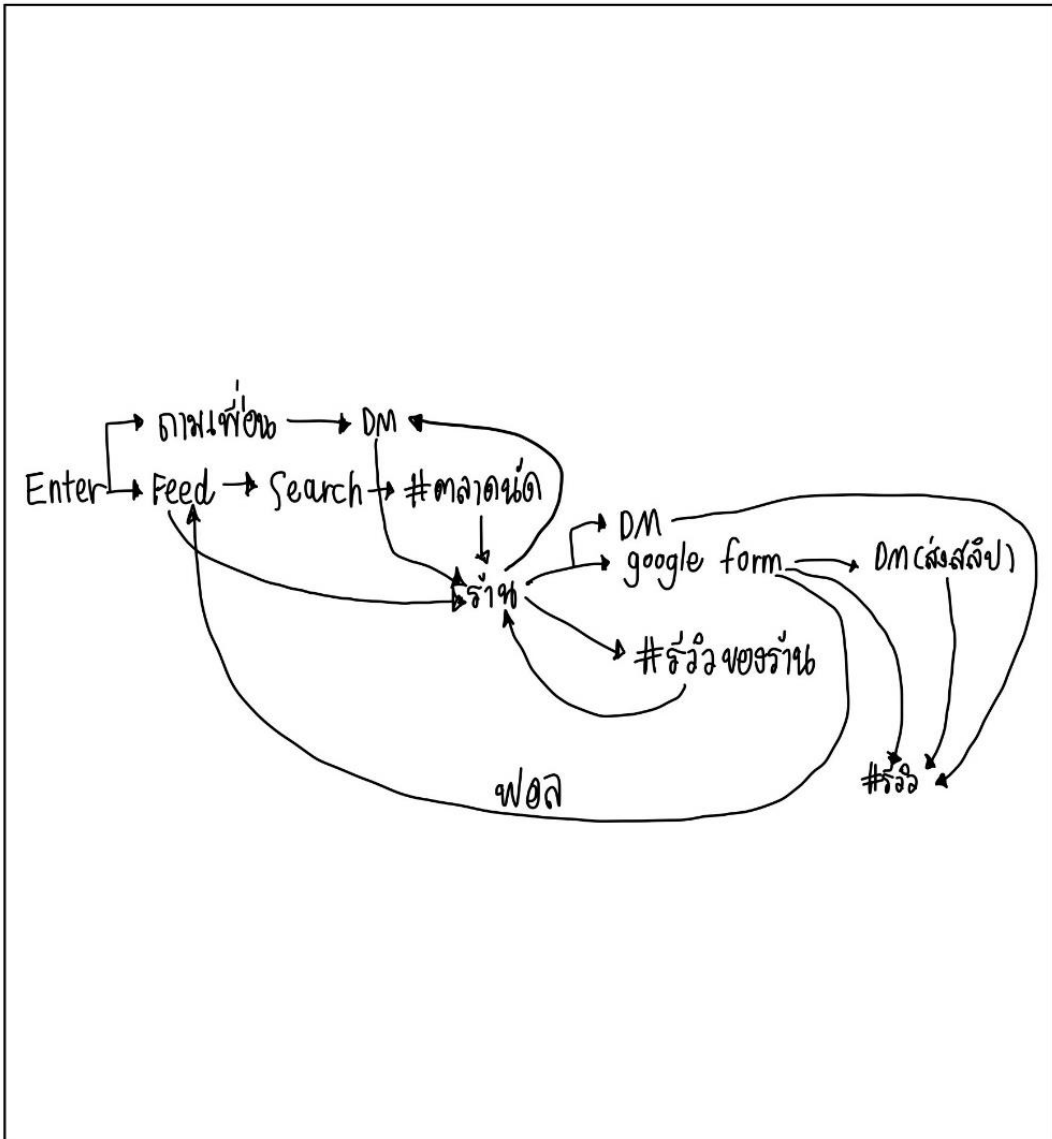 ถามเพื่อน DM
Enter Feed Search #ตลาดนัด
DM
google form DM (ส่งสลิป)
ร้าน
#รีวิวของร้าน
#รีวิว
ฟอล